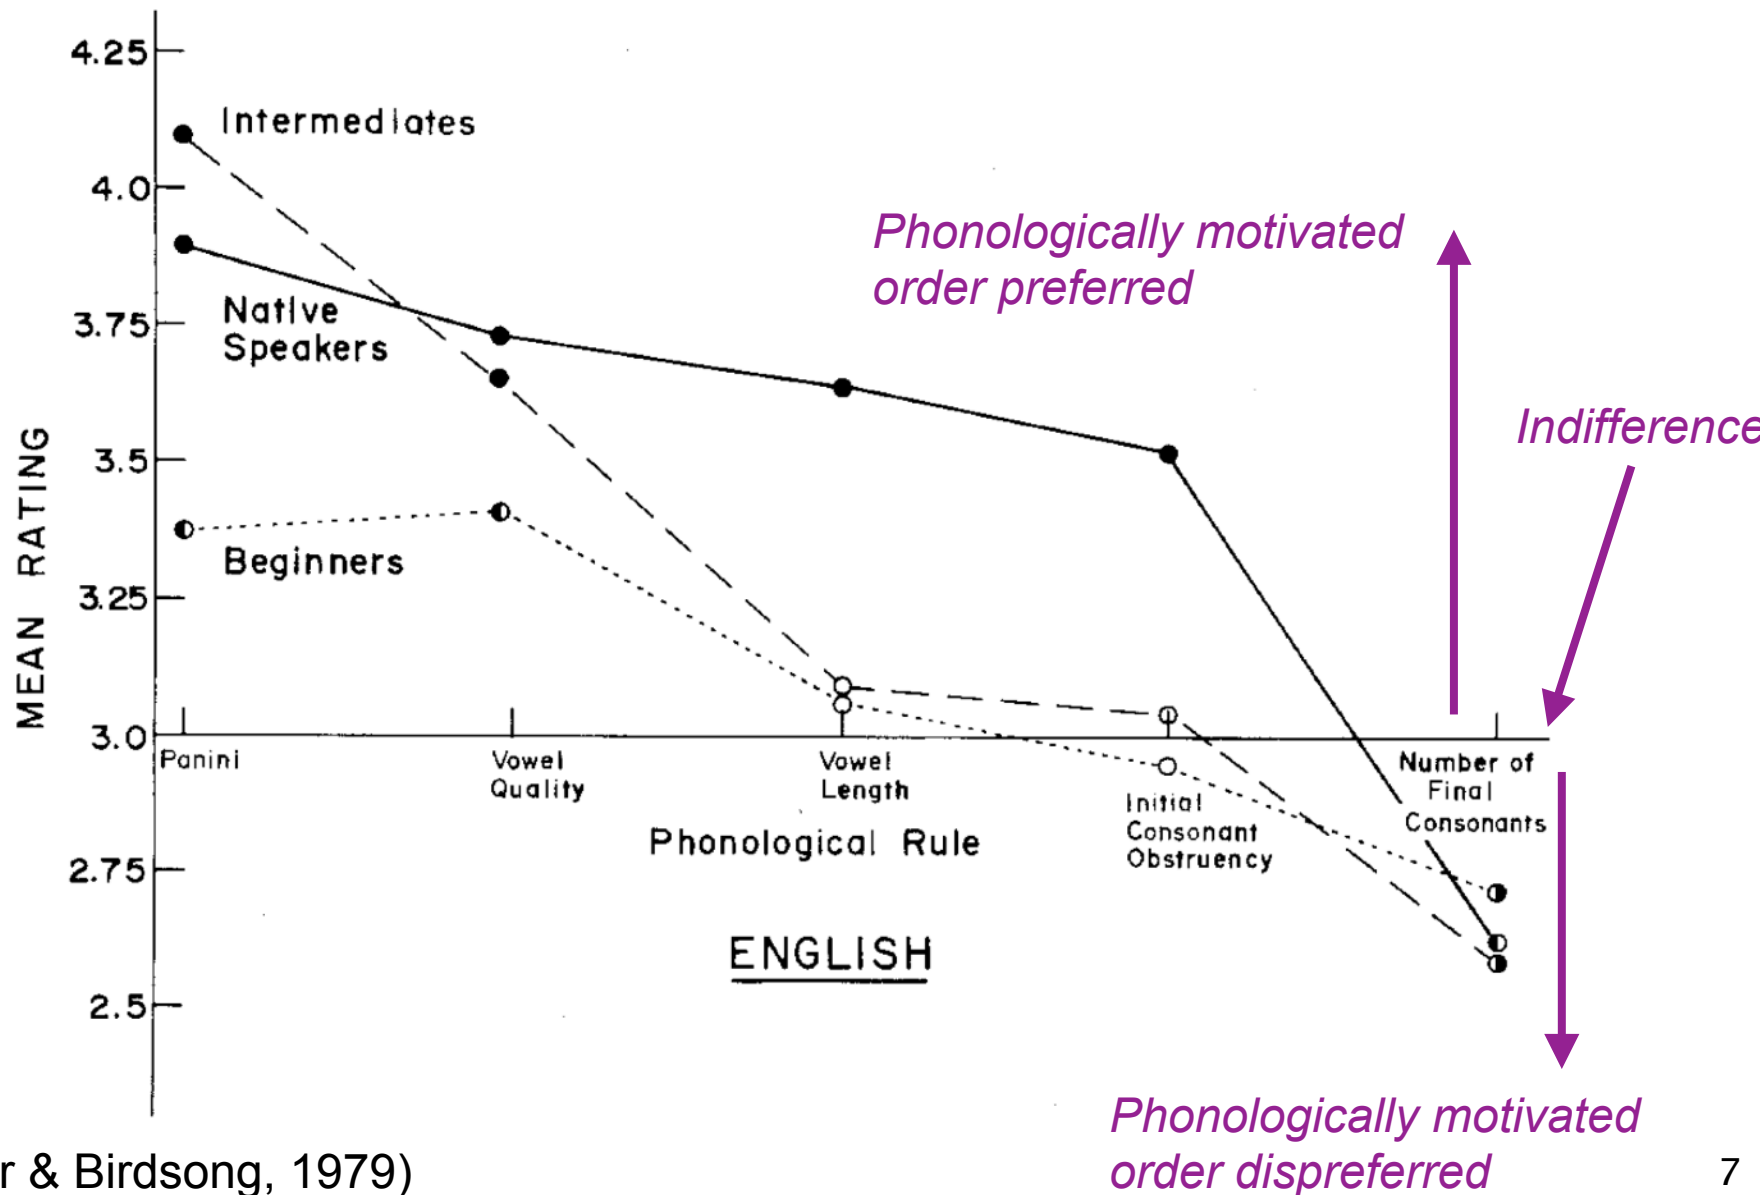 4.25
Intermediates
4.0
Phonologically motivated
order preferred
Native
Speakers
3.75
Indifference
3.5
MEAN RATING
Beginners
3.25
3.0
Panini
Vowel
Quality
Vowel
Length
Initial
Consonant
Obstruency
Number of
Final
Consonants
Phonological Rule
2.75
ENGLISH
2.5
Phonologically motivated
order dispreferred
r & Birdsong, 1979)
7